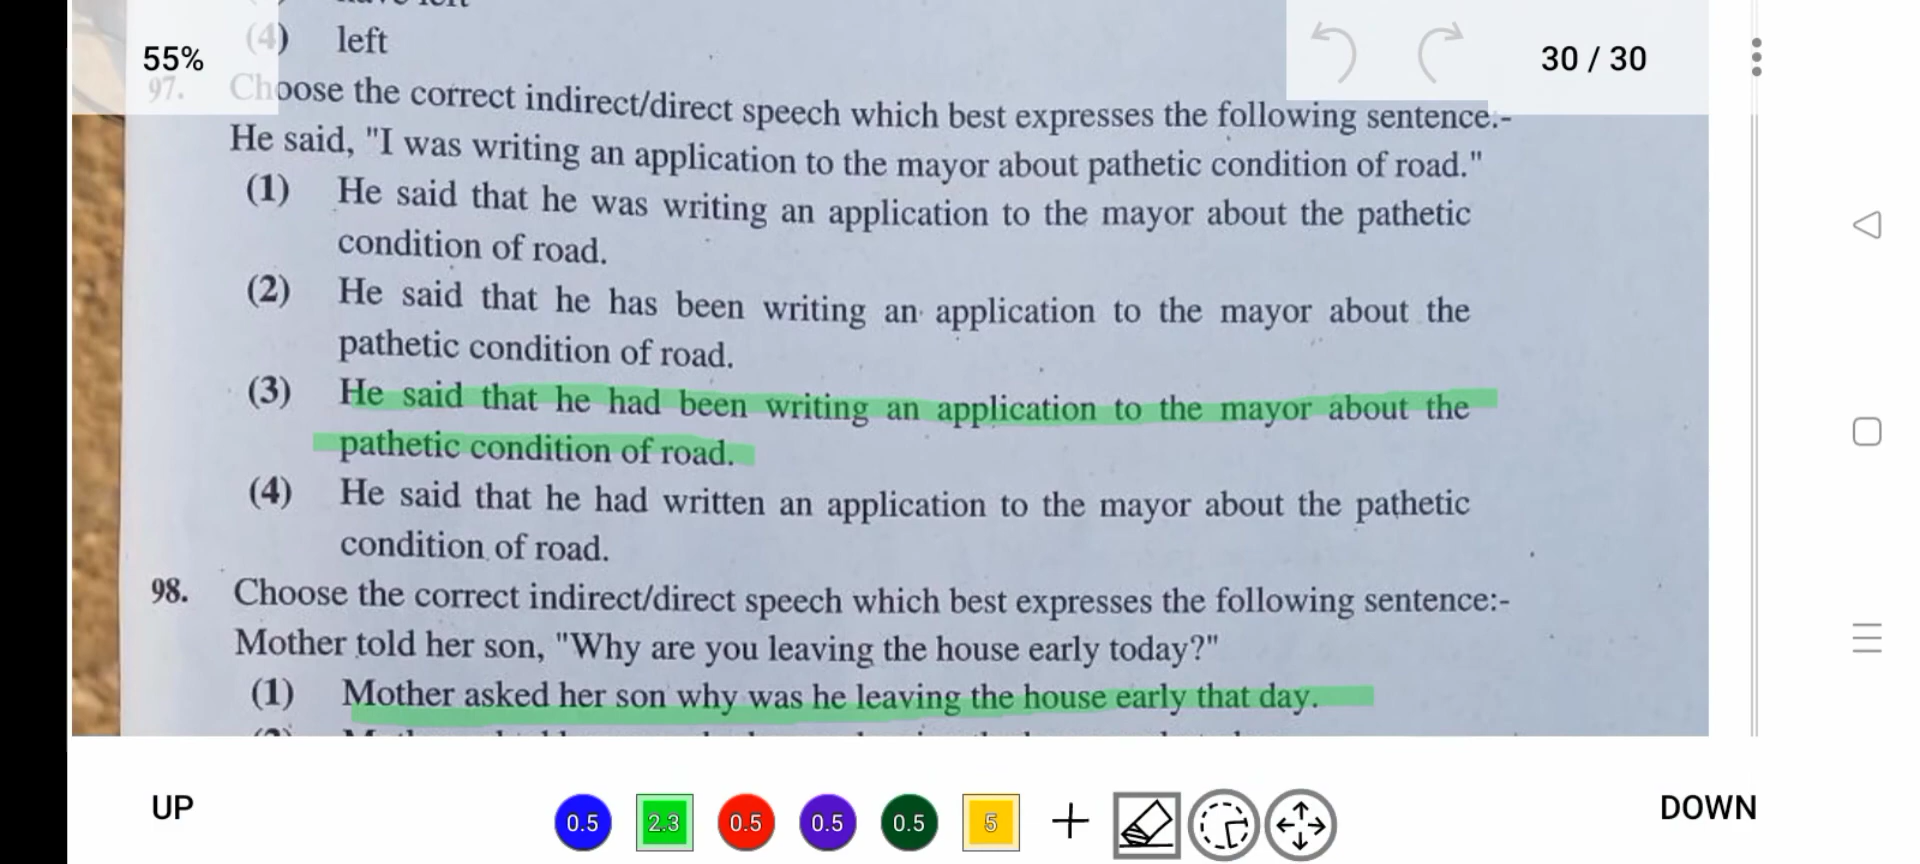 (4) left
55%
30 / 30
97. Choose the correct indirect/direct speech which best expresses the following sentence:-
He said, "I was writing an application to the mayor about pathetic condition of road."
(1) He said that he was writing an application to the mayor about the pathetic
condition of road.
(2) He said that he has been writing an application to the mayor about the
pathetic condition of road.
(3) He said that he had been writing an application to the mayor about the
pathetic condition of road.
(4) He said that he had written an application to the mayor about the pathetic
condition of road.
98. Choose the correct indirect/direct speech which best expresses the following sentence:-
Mother told her son, "Why are you leaving the house early today?"
(1) Mother asked her son why was he leaving the house early that day.
UP
0.5 2.3 0.5 0.5 0.5 5
DOWN